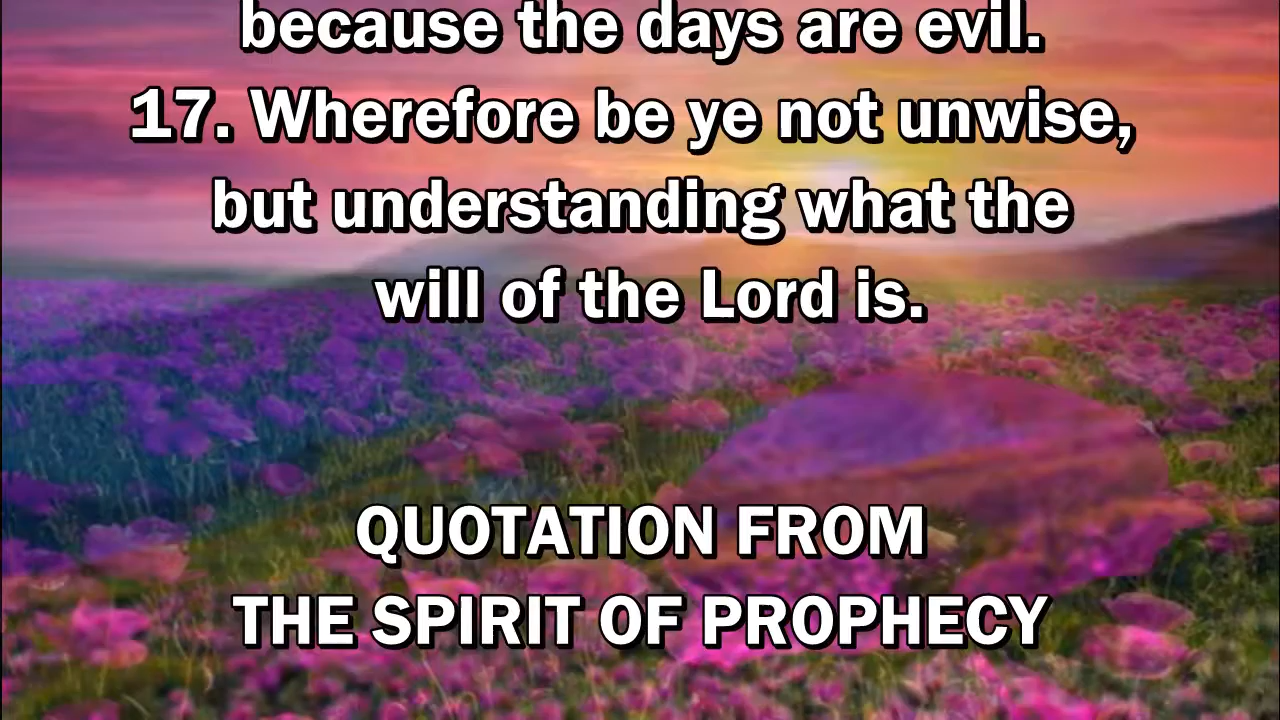 because the days are evil.
17. Wherefore be ye not unwise,
but understanding what the
will of the Lord is.
QUOTATION FROM
THE SPIRIT OF PROPHECY